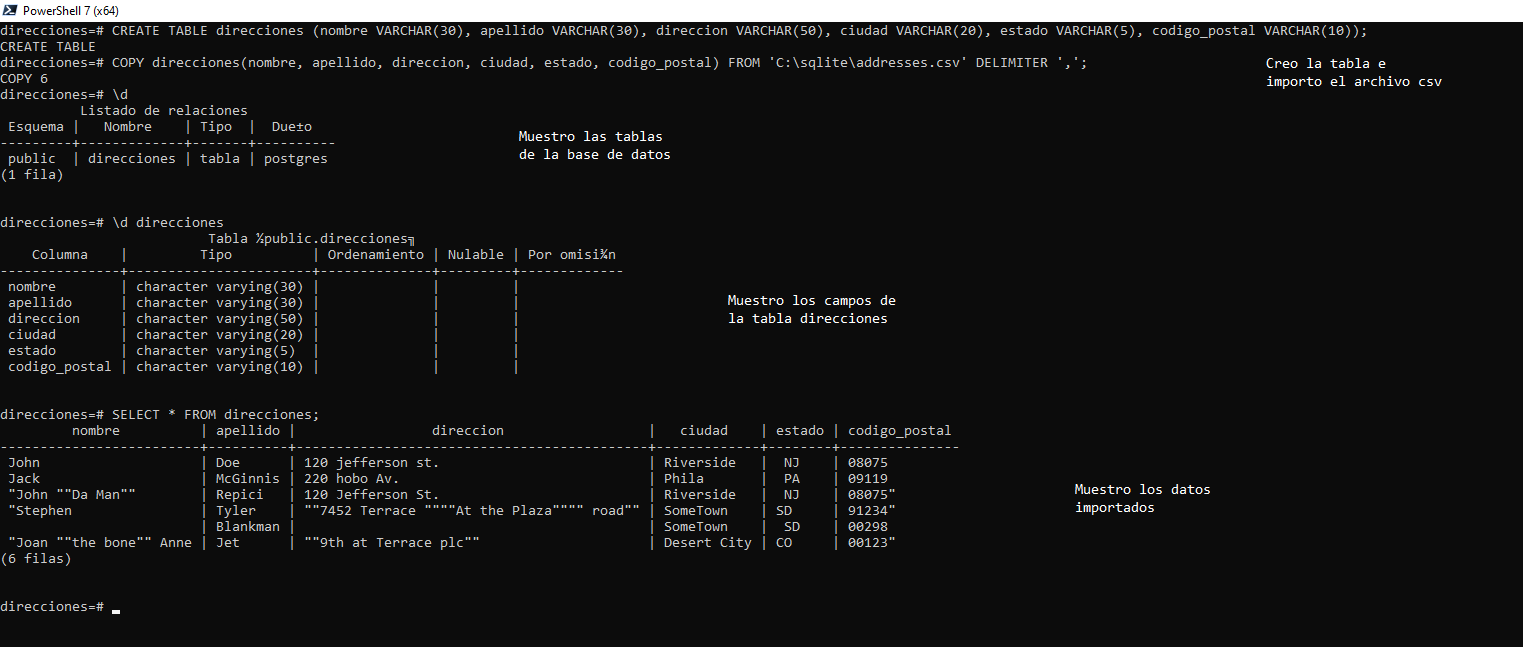 PowerShell 7 (x64)
direcciones=# CREATE TABLE direcciones (nombre VARCHAR(30), apellido VARCHAR(30), direccion VARCHAR(50), ciudad VARCHAR(20), estado VARCHAR(5), codigo_postal VARCHAR(10));
CREATE TABLE
direcciones=# COPY direcciones(nombre, apellido, direccion, ciudad, estado, codigo_postal) FROM 'C:\sqlite\addresses.csv' DELIMITER ',';
COPY 6
Creo la tabla e
importo el archivo csv
direcciones=# \d
Listado de relaciones
Esquema | Nombre | Tipo | Due±o
---------+-------------+-------+----------
public | direcciones | tabla | postgres
(1 fila)
Muestro las tablas
de la base de datos
direcciones=# \d direcciones
Tabla ½public.direcciones╗
Columna | Tipo | Ordenamiento | Nulable | Por omisi¾n
---------------+-----------------------+--------------+---------+-------------
nombre | character varying(30) | | |
apellido | character varying(30) | | |
direccion | character varying(50) | | |
ciudad | character varying(20) | | |
estado | character varying(5) | | |
codigo_postal | character varying(10) | | |
Muestro los campos de
la tabla direcciones
direcciones=# SELECT * FROM direcciones;
nombre | apellido | direccion | ciudad | estado | codigo_postal
-------------------------+----------+--------------------------------------------+-------------+--------+---------------
John | Doe | 120 jefferson st. | Riverside | NJ | 08075
Jack | McGinnis | 220 hobo Av. | Phila | PA | 09119
"John ""Da Man"" | Repici | 120 Jefferson St. | Riverside | NJ | 08075"
"Stephen | Tyler | ""7452 Terrace """"At the Plaza"""" road"" | SomeTown | SD | 91234"
| Blankman | | SomeTown | SD | 00298
"Joan ""the bone"" Anne | Jet | ""9th at Terrace plc"" | Desert City | CO | 00123"
(6 filas)
Muestro los datos
importados
direcciones=#